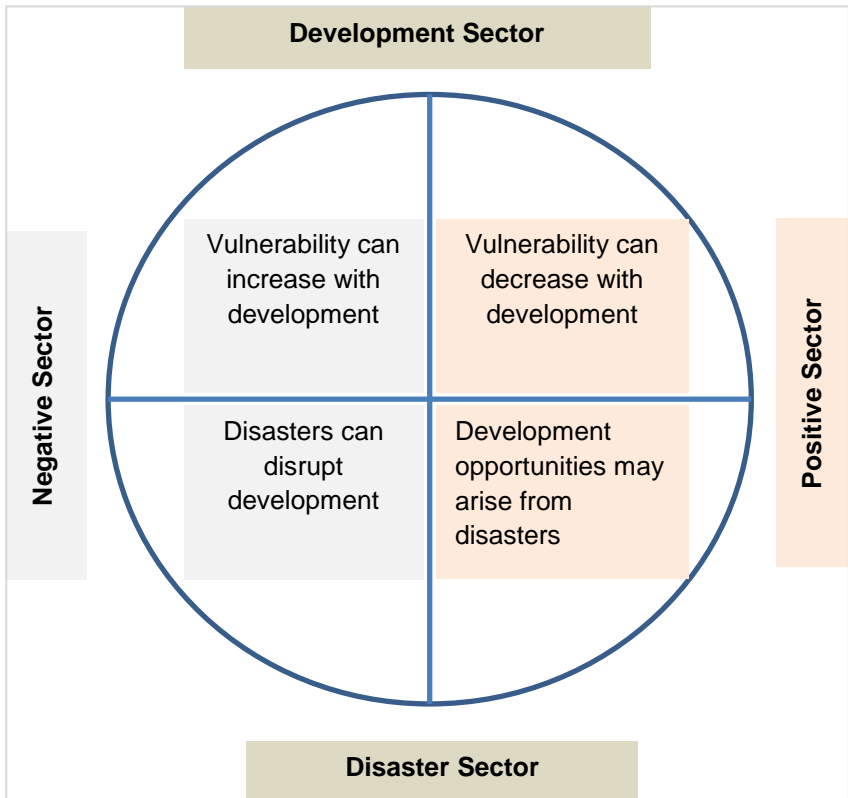 Development Sector
Negative Sector
Vulnerability can
increase with
development
Vulnerability can
decrease with
development
Positive Sector
Disasters can
disrupt
development
Development
opportunities may
arise from
disasters
Disaster Sector